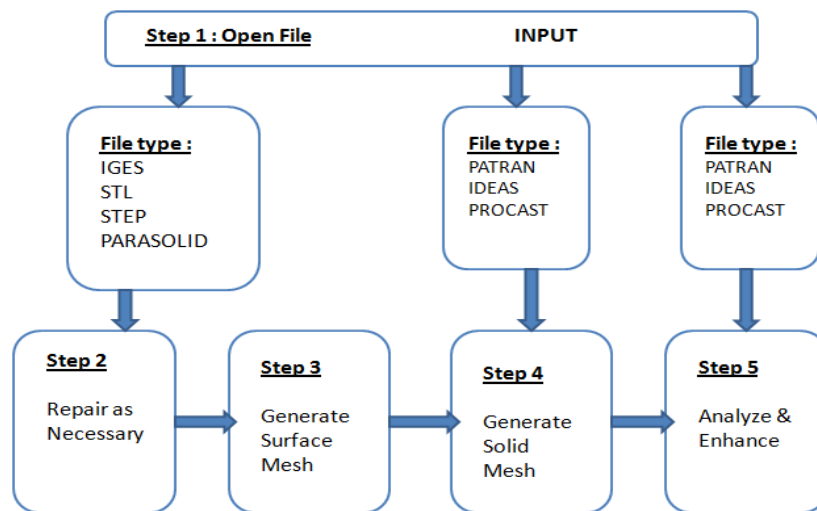 Step 1 : Open File INPUT
File type :
IGES
STL
STEP
PARASOLID
File type :
PATRAN
IDEAS
PROCAST
File type :
PATRAN
IDEAS
PROCAST
Step 2
Repair as
Necessary
Step 3
Generate
Surface
Mesh
Step 4
Generate
Solid
Mesh
Step 5
Analyze &
Enhance